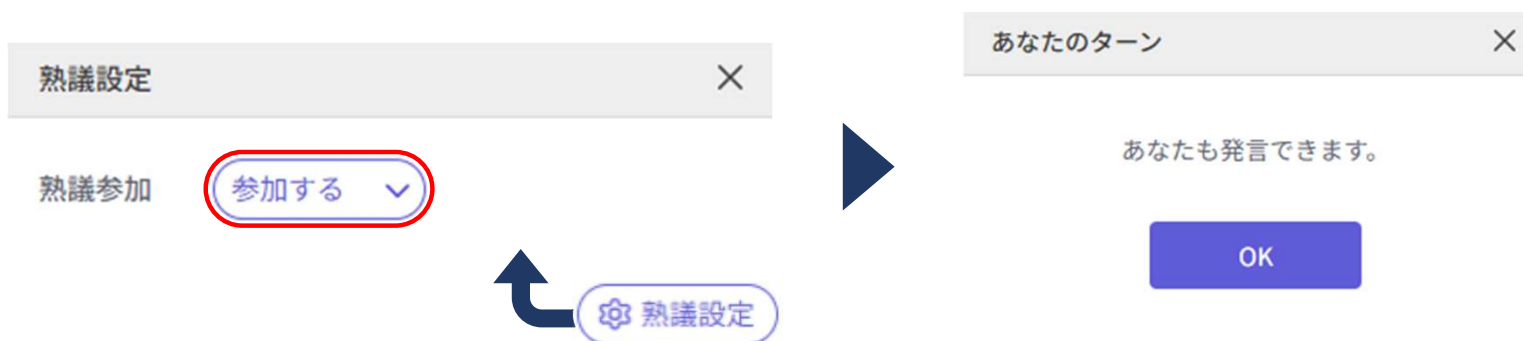 熟議設定
熟議参加
参加する
熟議設定
あなたのターン
あなたも発言できます。
OK